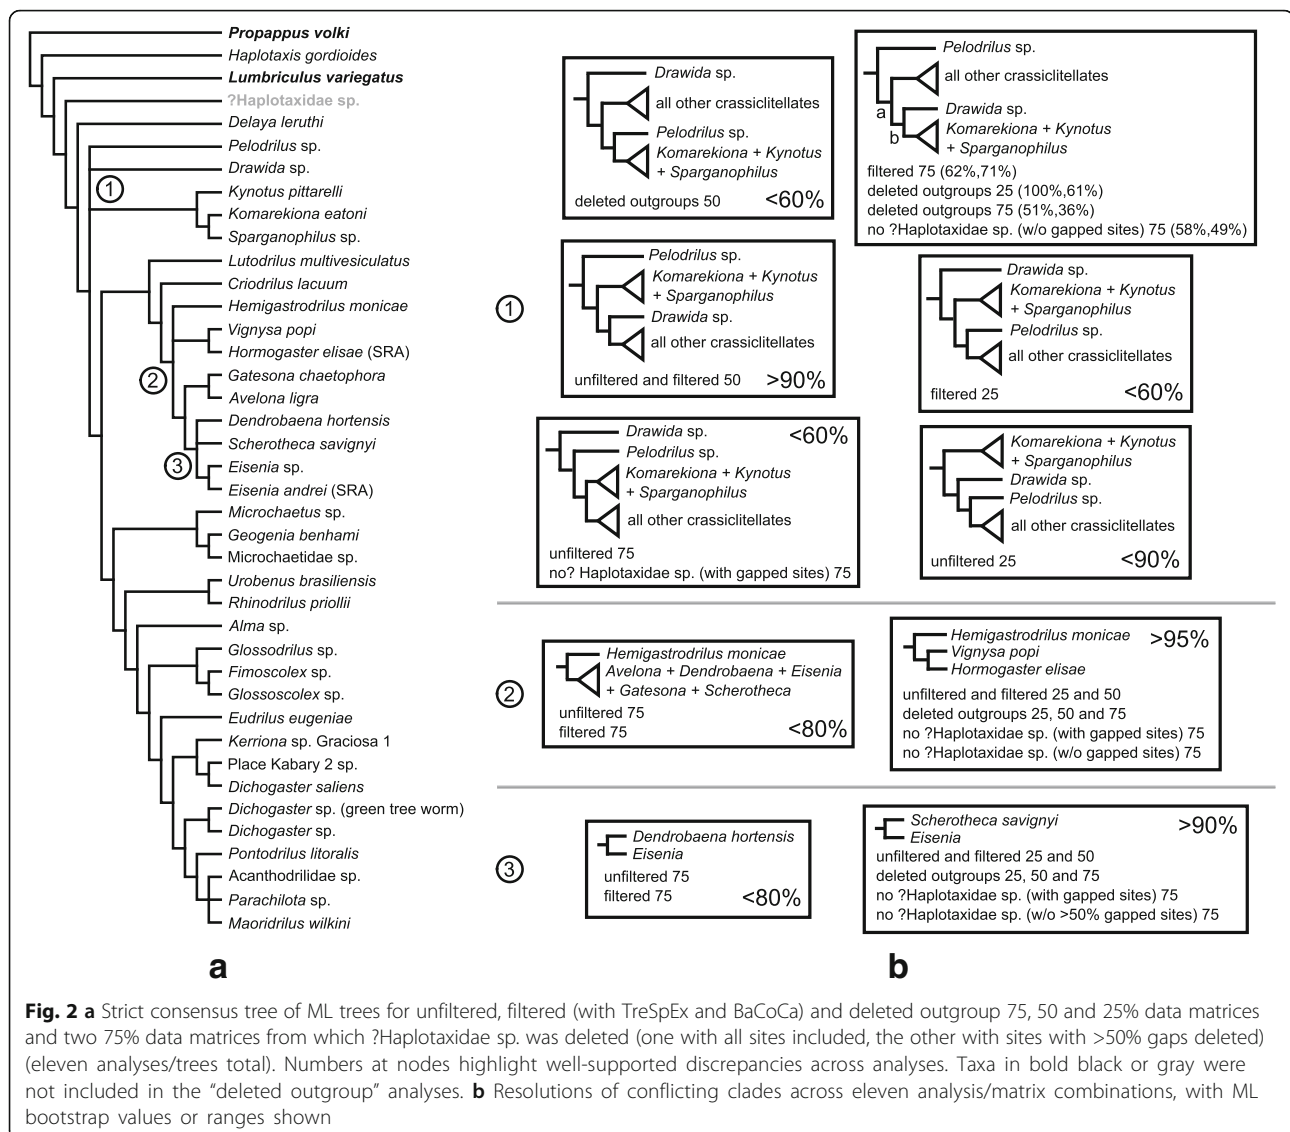 Propappus volki
Haplotaxis gordioides
Lumbriculus variegatus
?Haplotaxidae sp.
Delaya leruthi
Pelodrilus sp.
Drawida sp.
1
Kynotus pittarelli
Komarekiona eatoni
Sparganophilus sp.
Lutodrilus multivesiculatus
Criodrilus lacuum
Hemigastrodrilus monicae
Vignysa popi
Hormogaster elisae (SRA)
2
Gatesona chaetophora
Avelona ligra
Dendrobaena hortensis
Scherotheca savignyi
3
Eisenia sp.
Eisenia andrei (SRA)
Microchaetus sp.
Geogenia benhami
Microchaetidae sp.
Urobenus brasiliensis
Rhinodrilus priollii
Alma sp.
Glossodrilus sp.
Fimoscolex sp.
Glossoscolex sp.
Eudrilus eugeniae
Kerriona sp. Graciosa 1
Place Kabary 2 sp.
Dichogaster saliens
Dichogaster sp. (green tree worm)
Dichogaster sp.
Pontodrilus litoralis
Acanthodrilidae sp.
Parachilota sp.
Maoridrilus wilkini
a
Drawida sp.
all other crassiclitellates
Pelodrilus sp.
Komarekiona + Kynotus
+ Sparganophilus
deleted outgroups 50 <60%
Pelodrilus sp.
all other crassiclitellates
a
Drawida sp.
b
Komarekiona + Kynotus
+ Sparganophilus
filtered 75 (62%,71%)
deleted outgroups 25 (100%,61%)
deleted outgroups 75 (51%,36%)
no ?Haplotaxidae sp. (w/o gapped sites) 75 (58%,49%)
1
Pelodrilus sp.
Komarekiona + Kynotus
+ Sparganophilus
Drawida sp.
all other crassiclitellates
unfiltered and filtered 50 >90%
Drawida sp.
Komarekiona + Kynotus
+ Sparganophilus
Pelodrilus sp.
all other crassiclitellates
filtered 25 <60%
Drawida sp. <60%
Pelodrilus sp.
Komarekiona + Kynotus
+ Sparganophilus
all other crassiclitellates
unfiltered 75
no? Haplotaxidae sp. (with gapped sites) 75
Komarekiona + Kynotus
+ Sparganophilus
Drawida sp.
Pelodrilus sp.
all other crassiclitellates
unfiltered 25 <90%
2
Hemigastrodrilus monicae
Avelona + Dendrobaena + Eisenia
+ Gatesona + Scherotheca
unfiltered 75
filtered 75 <80%
Hemigastrodrilus monicae >95%
Vignysa popi
Hormogaster elisae
unfiltered and filtered 25 and 50
deleted outgroups 25, 50 and 75
no ?Haplotaxidae sp. (with gapped sites) 75
no ?Haplotaxidae sp. (w/o gapped sites) 75
3
Dendrobaena hortensis
Eisenia
unfiltered 75
filtered 75 <80%
Scherotheca savignyi >90%
Eisenia
unfiltered and filtered 25 and 50
deleted outgroups 25, 50 and 75
no ?Haplotaxidae sp. (with gapped sites) 75
no ?Haplotaxidae sp. (w/o >50% gapped sites) 75
b
Fig. 2 a Strict consensus tree of ML trees for unfiltered, filtered (with TreSpEx and BaCoCa) and deleted outgroup 75, 50 and 25% data matrices
and two 75% data matrices from which ?Haplotaxidae sp. was deleted (one with all sites included, the other with sites with >50% gaps deleted)
(eleven analyses/trees total). Numbers at nodes highlight well-supported discrepancies across analyses. Taxa in bold black or gray were
not included in the “deleted outgroup” analyses. b Resolutions of conflicting clades across eleven analysis/matrix combinations, with ML
bootstrap values or ranges shown